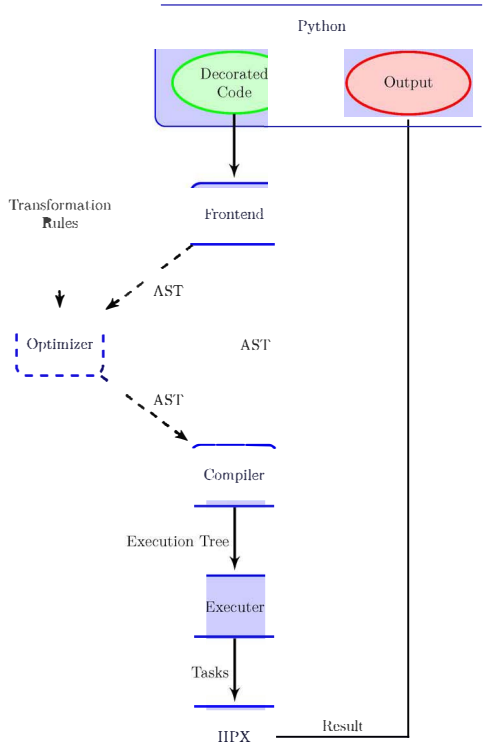 Python
Decorated
Code
Output
Transformation
Rules
Frontend
AST
Optimizer
AST
AST
Compiler
Execution Tree
Executer
Tasks
HPX
Result